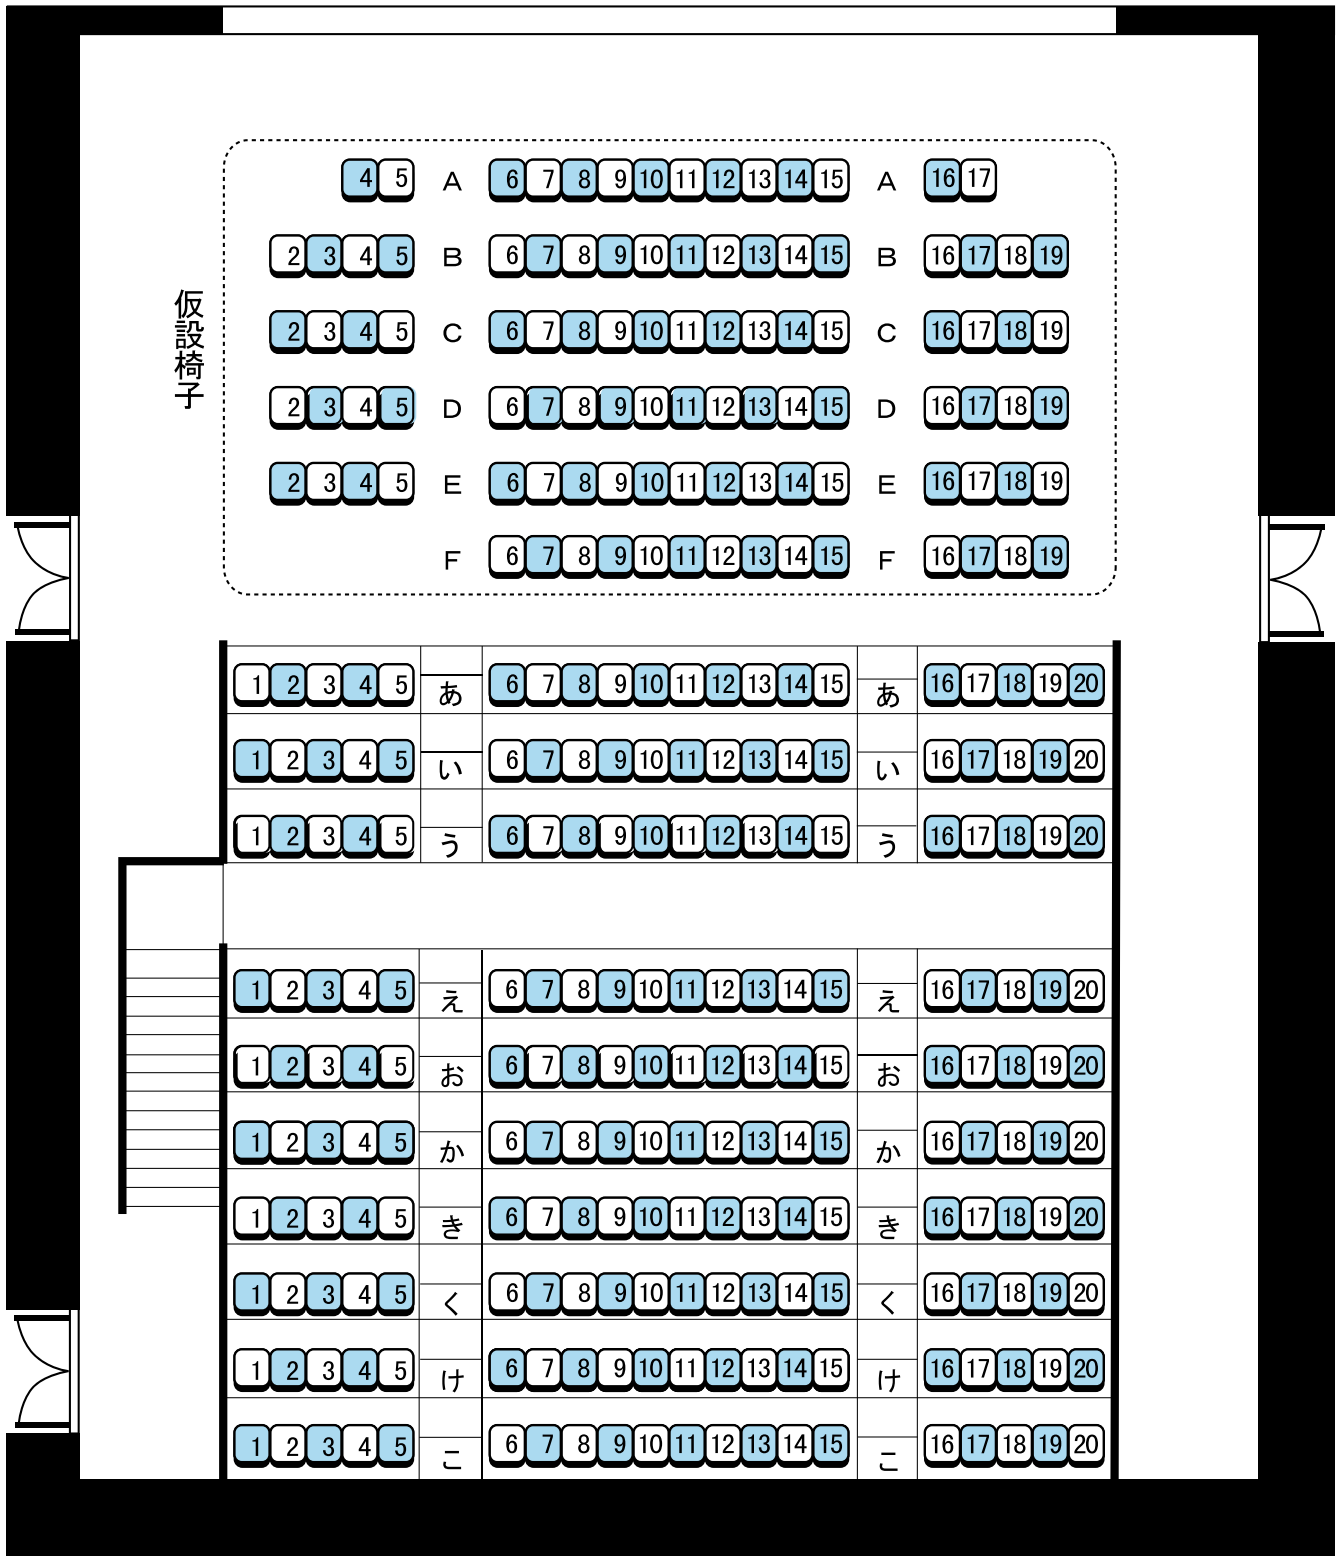 4 5 A 6 7 8 9 10 11 12 13 14 15 A 16 17
2 3 4 5 B 6 7 8 9 10 11 12 13 14 15 B 16 17 18 19
仮設椅子
2 3 4 5 C 6 7 8 9 10 11 12 13 14 15 C 16 17 18 19
2 3 4 5 D 6 7 8 9 10 11 12 13 14 15 D 16 17 18 19
2 3 4 5 E 6 7 8 9 10 11 12 13 14 15 E 16 17 18 19
F 6 7 8 9 10 11 12 13 14 15 F 16 17 18 19
1 2 3 4 5 あ 6 7 8 9 10 11 12 13 14 15 あ 16 17 18 19 20
1 2 3 4 5 い 6 7 8 9 10 11 12 13 14 15 い 16 17 18 19 20
1 2 3 4 5 う 6 7 8 9 10 11 12 13 14 15 う 16 17 18 19 20
1 2 3 4 5 え 6 7 8 9 10 11 12 13 14 15 え 16 17 18 19 20
1 2 3 4 5 お 6 7 8 9 10 11 12 13 14 15 お 16 17 18 19 20
1 2 3 4 5 か 6 7 8 9 10 11 12 13 14 15 か 16 17 18 19 20
1 2 3 4 5 き 6 7 8 9 10 11 12 13 14 15 き 16 17 18 19 20
1 2 3 4 5 く 6 7 8 9 10 11 12 13 14 15 く 16 17 18 19 20
1 2 3 4 5 け 6 7 8 9 10 11 12 13 14 15 け 16 17 18 19 20
1 2 3 4 5 こ 6 7 8 9 10 11 12 13 14 15 こ 16 17 18 19 20